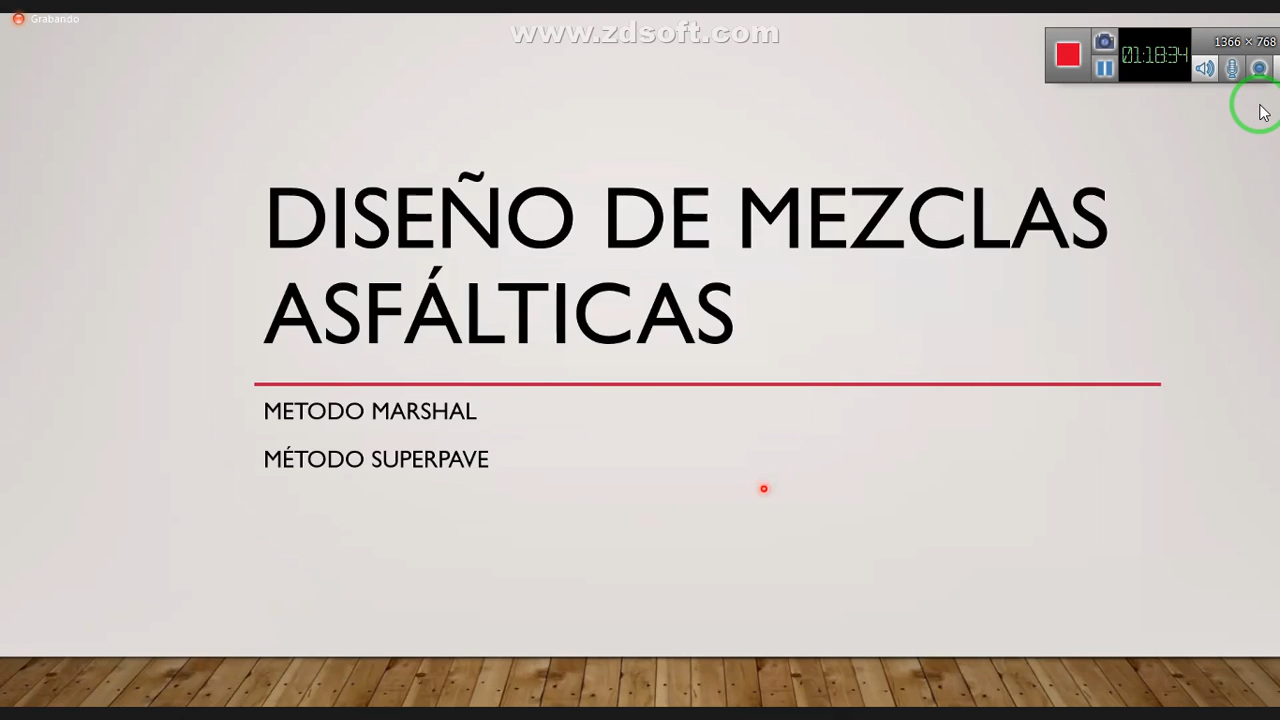 Grabando
www.zdsoft.com
1366 × 768
01:18:34
DISEÑO DE MEZCLAS
ASFÁLTICAS
METODO MARSHAL
MÉTODO SUPERPAVE